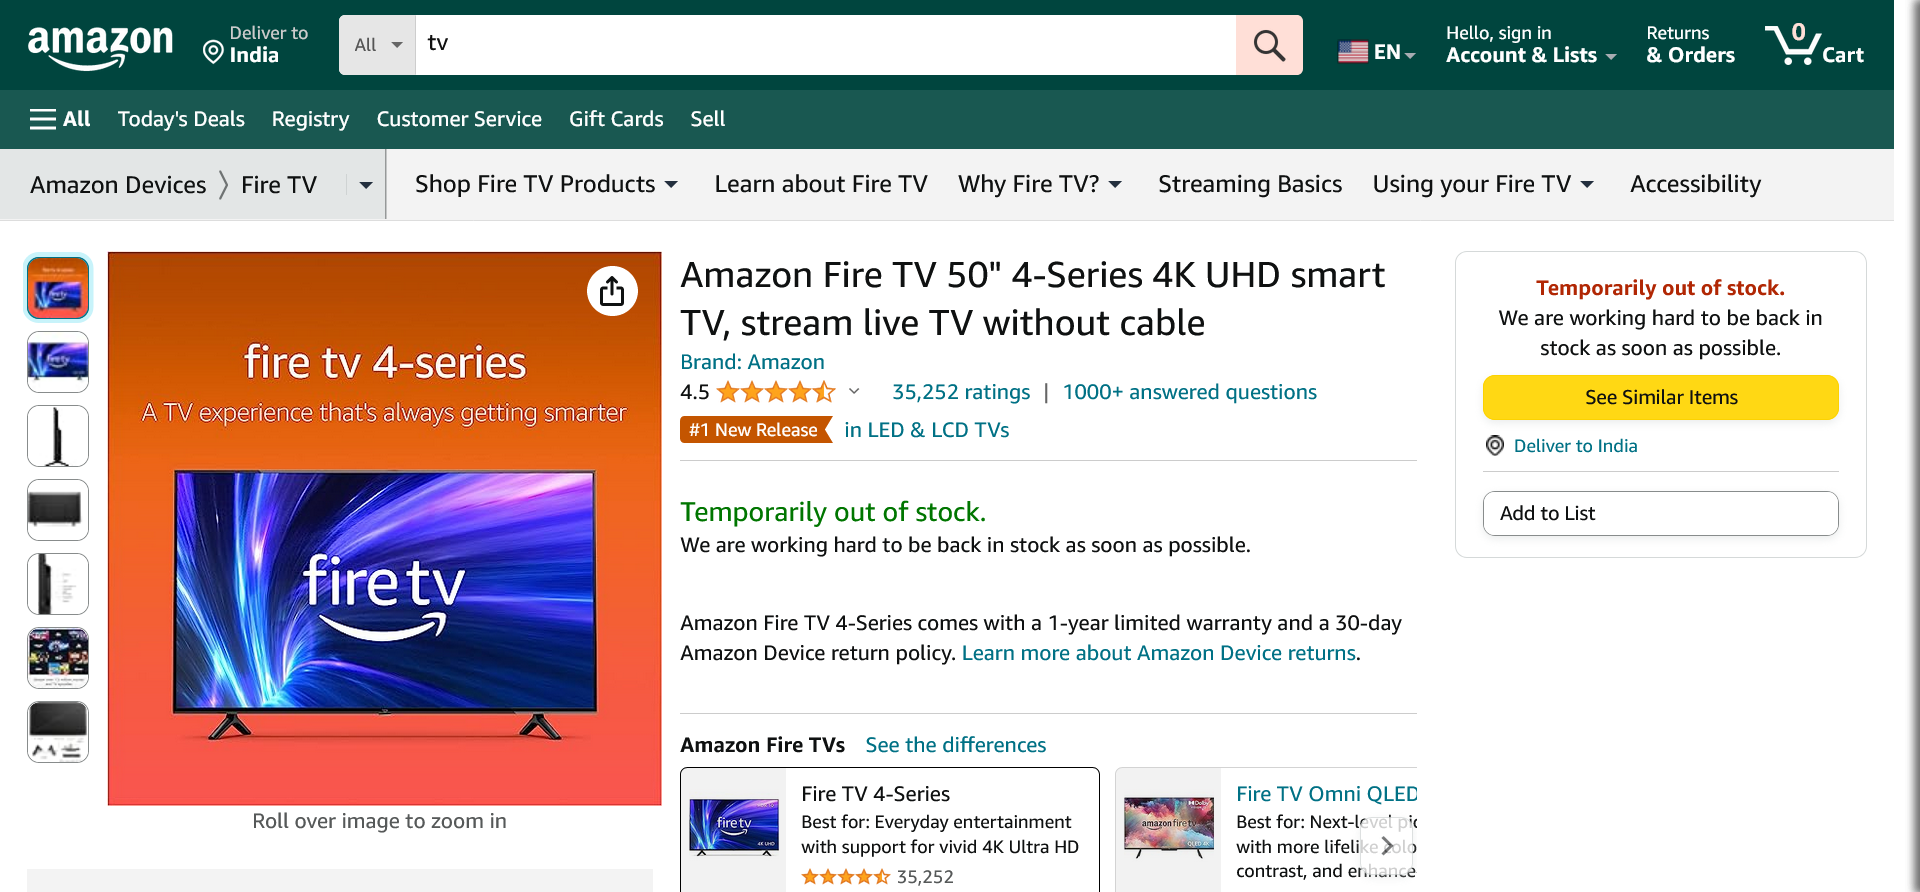 amazon
Deliver to
India
All
tv
EN
Hello, sign in
Account & Lists
Returns
& Orders
0
Cart
All
Today's Deals
Registry
Customer Service
Gift Cards
Sell
Amazon Devices
Fire TV
Shop Fire TV Products
Learn about Fire TV
Why Fire TV?
Streaming Basics
Using your Fire TV
Accessibility
fire tv 4-series
A TV experience that's always getting smarter
fire tv
Roll over image to zoom in
Amazon Fire TV 50" 4-Series 4K UHD smart
TV, stream live TV without cable
Brand: Amazon
4.5
35,252 ratings | 1000+ answered questions
#1 New Release in LED & LCD TVs
Temporarily out of stock.
We are working hard to be back in stock as soon as possible.
Amazon Fire TV 4-Series comes with a 1-year limited warranty and a 30-day
Amazon Device return policy. Learn more about Amazon Device returns.
Amazon Fire TVs See the differences
fire tv
4K UHD
Fire TV 4-Series
Best for: Everyday entertainment
with support for vivid 4K Ultra HD
35,252
Dolby
amazon fire tv
QLED 4K
Fire TV Omni QLED
Best for: Next-level
with more lifelike
contrast, and enhance
Temporarily out of stock.
We are working hard to be back in
stock as soon as possible.
See Similar Items
Deliver to India
Add to List